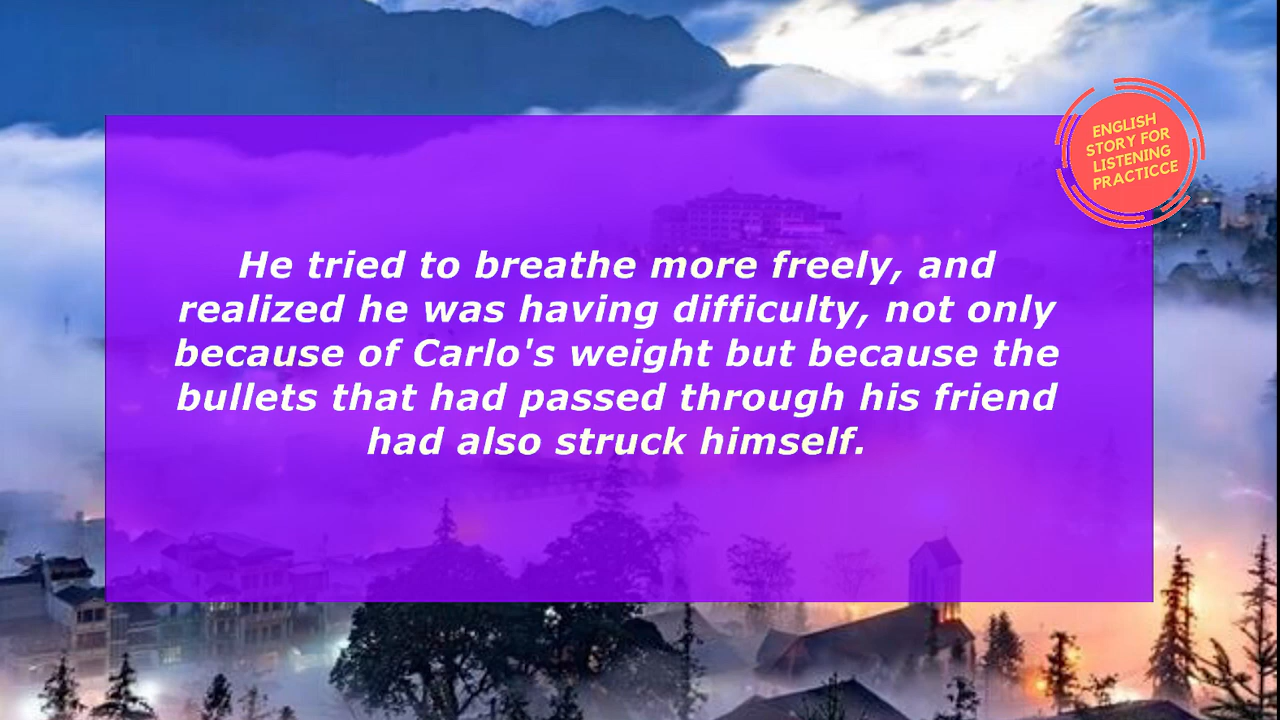 ENGLISH
STORY FOR
LISTENING
PRACTICCE
He tried to breathe more freely, and
realized he was having difficulty, not only
because of Carlo's weight but because the
bullets that had passed through his friend
had also struck himself.